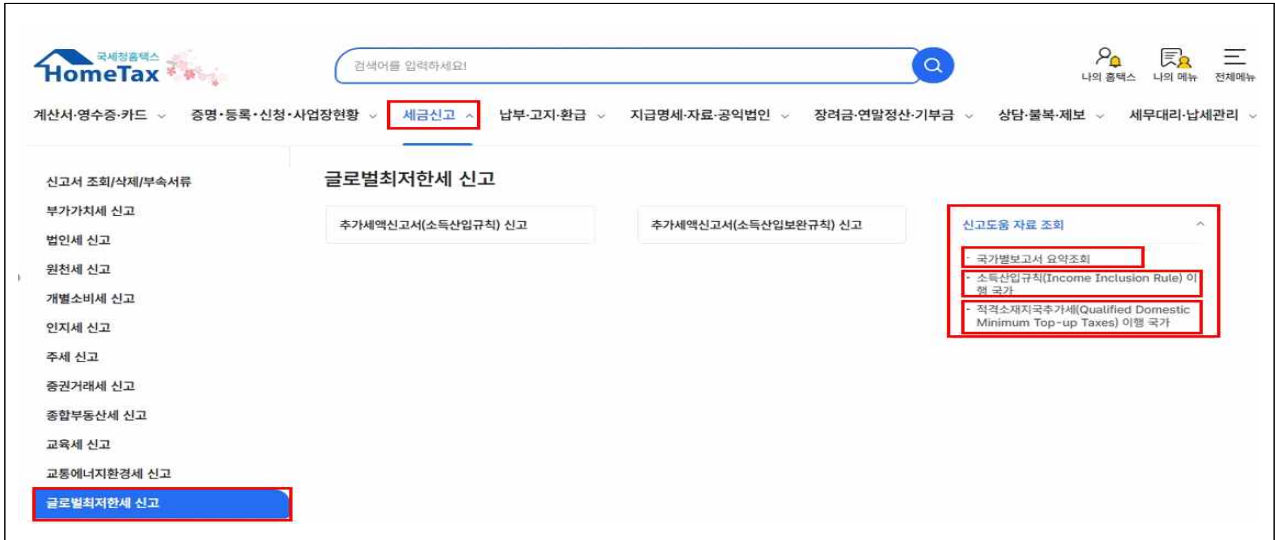 국세청홈택스
HomeTax
검색어를 입력하세요!
나의 홈택스
나의 메뉴
전체메뉴
계산서·영수증·카드
증명·등록·신청·사업장현황
세금신고
납부·고지·환급
지급명세·자료·공익법인
장려금·연말정산·기부금
상담·불복·제보
세무대리·납세관리
신고서 조회/삭제/부속서류
부가가치세 신고
법인세 신고
원천세 신고
개별소비세 신고
인지세 신고
주세 신고
증권거래세 신고
종합부동산세 신고
교육세 신고
교통에너지환경세 신고
글로벌최저한세 신고
글로벌최저한세 신고
추가세액신고서(소득산입규칙) 신고
추가세액신고서(소득산입보완규칙) 신고
신고도움 자료 조회
- 국가별보고서 요약조회
- 소득산입규칙(Income Inclusion Rule) 이
행 국가
- 적격소재지국추가세(Qualified Domestic
Minimum Top-up Taxes) 이행 국가